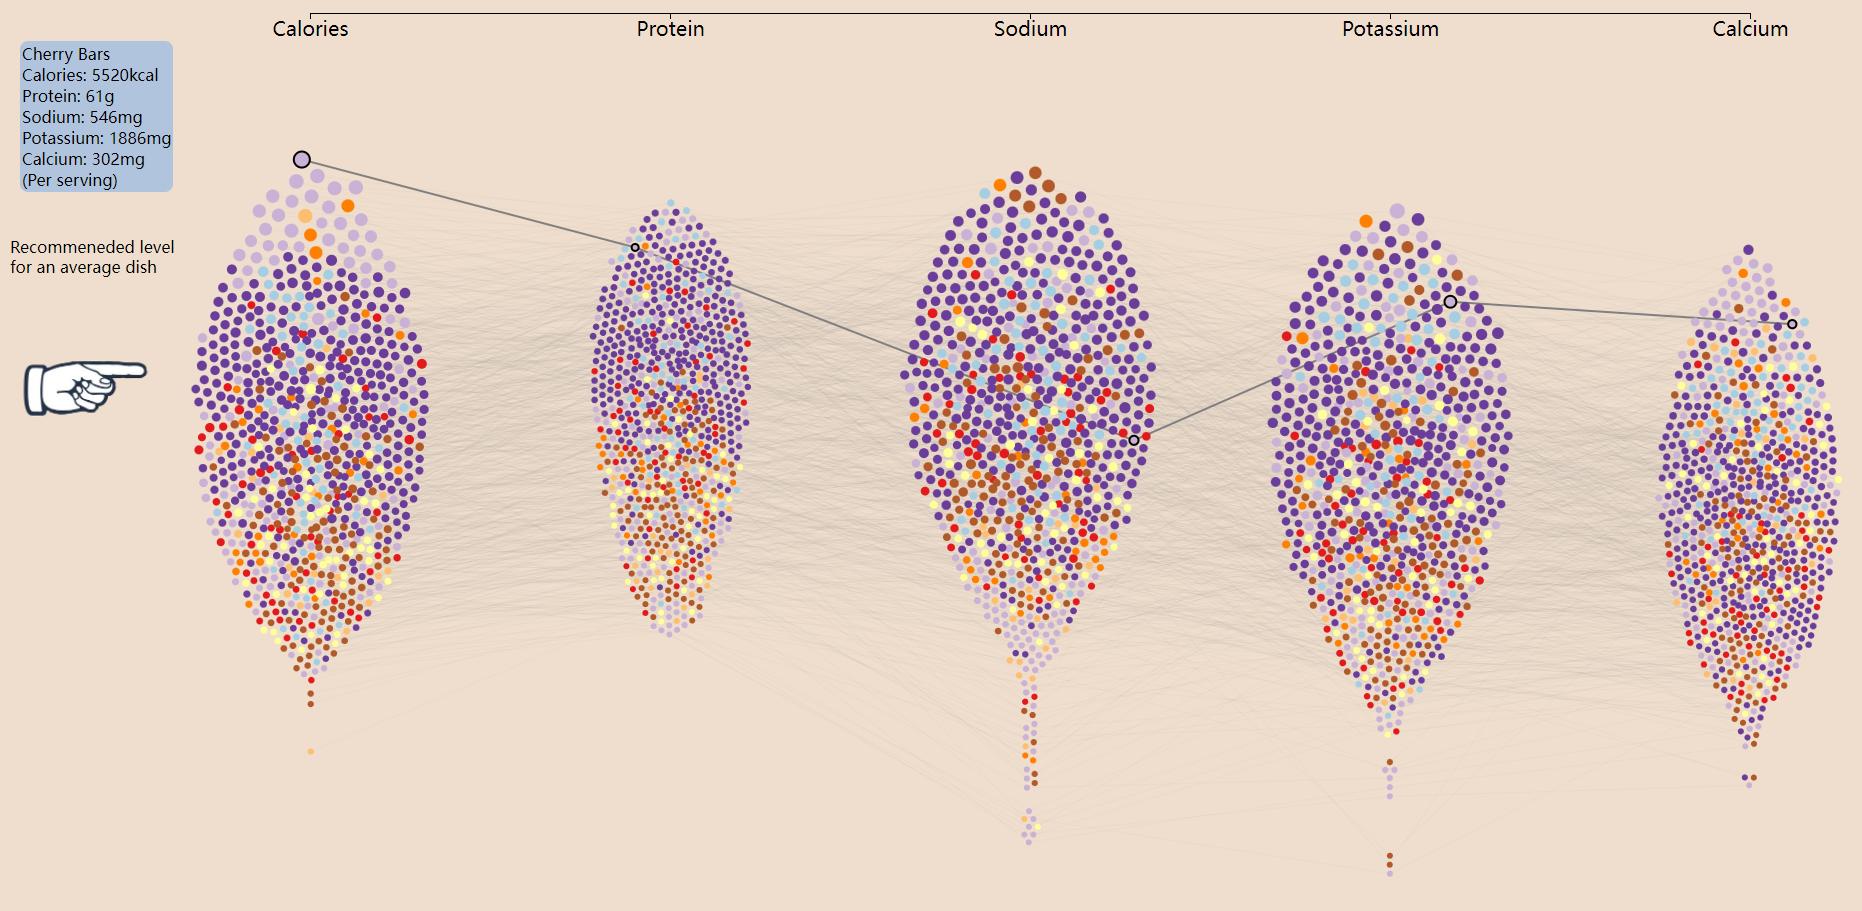 Calories
Protein
Sodium
Potassium
Calcium
Cherry Bars
Calories: 5520kcal
Protein: 61g
Sodium: 546mg
Potassium: 1886mg
Calcium: 302mg
(Per serving)
Recommeneded level
for an average dish